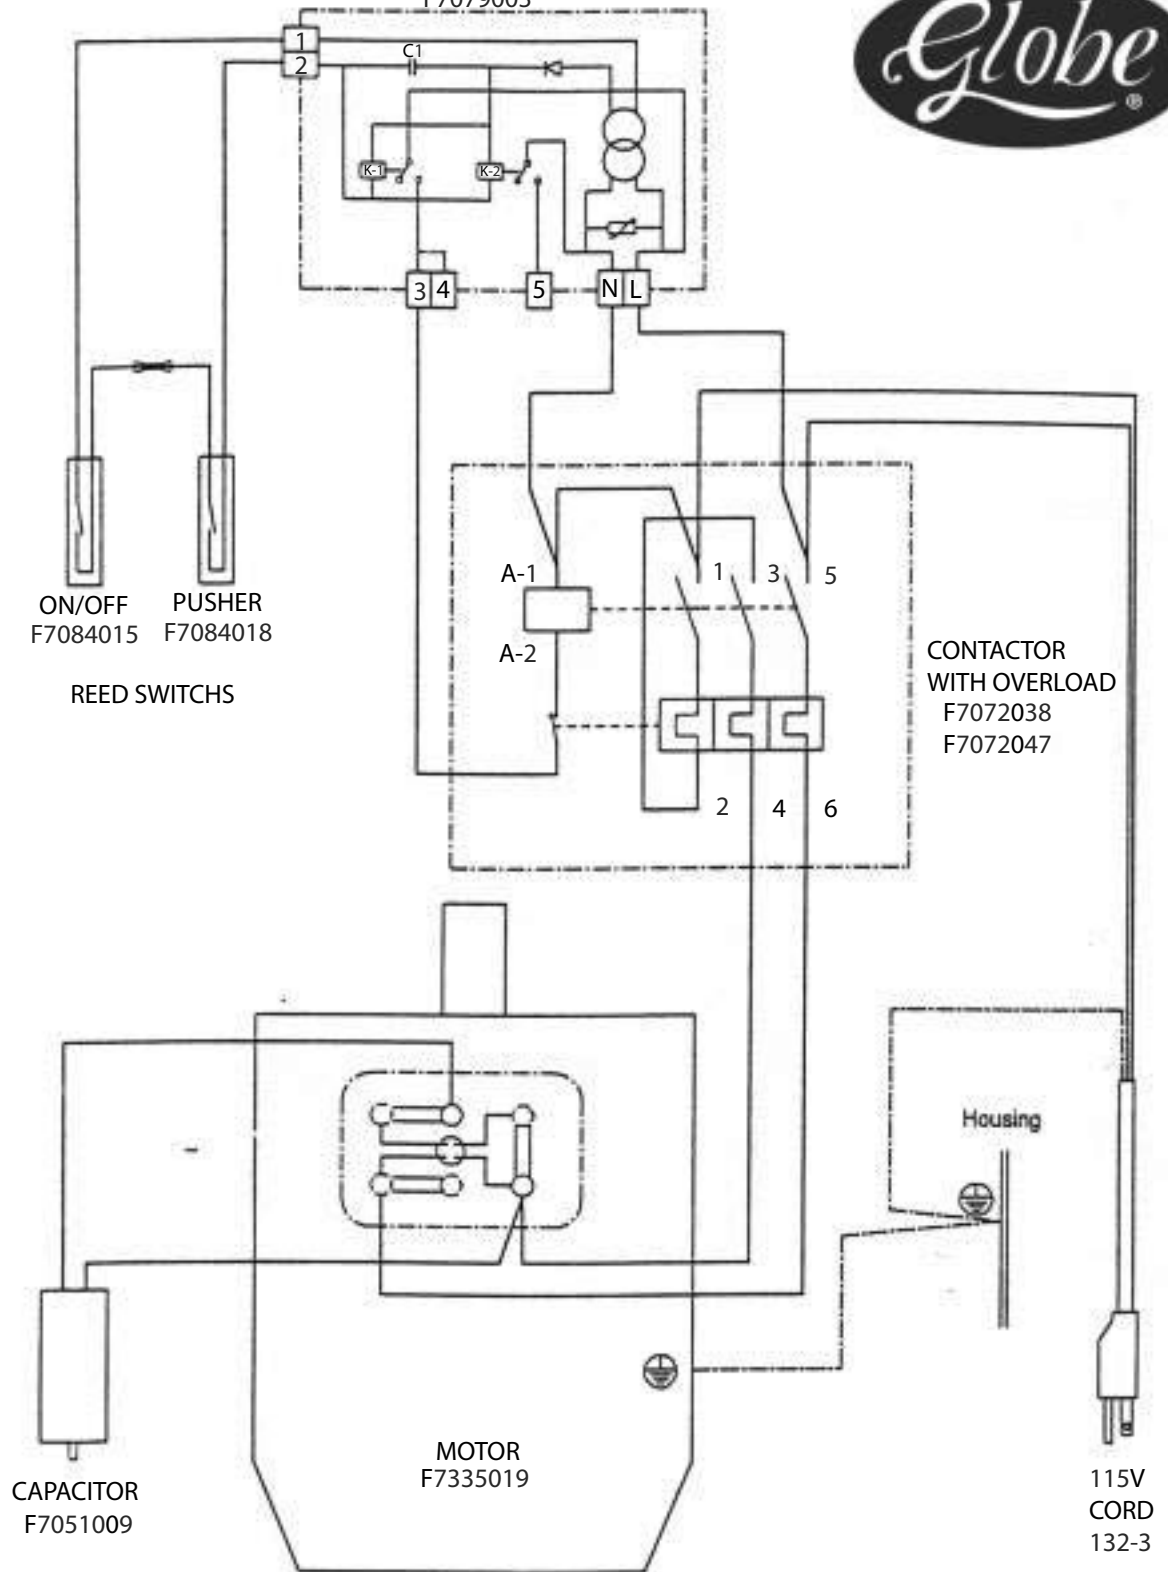 Globe
®
1
2
C1
K-1
K-2
3
4
5
N
L
ON/OFF
F7084015
PUSHER
F7084018
REED SWITCHS
A-1
A-2
1
3
5
CONTACTOR
WITH OVERLOAD
F7072038
F7072047
2
4
6
Housing
MOTOR
F7335019
CAPACITOR
F7051009
115V
CORD
132-3